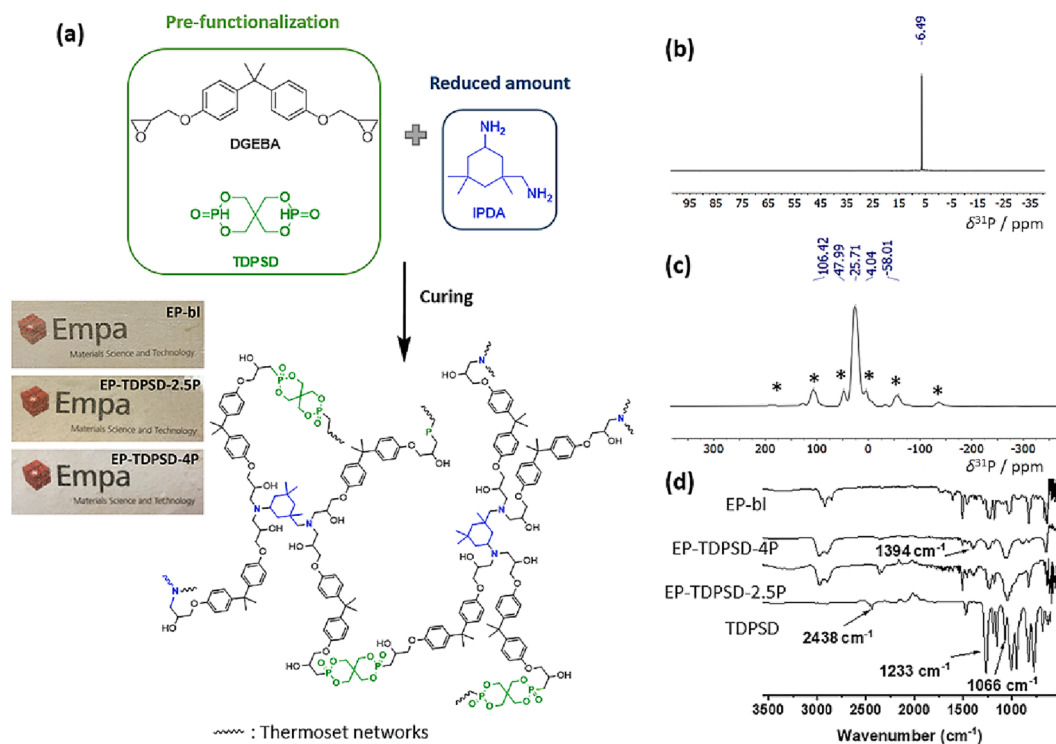 (a)
Pre-functionalization
DGEBA
O
O
O
O
Reduced amount
NH₂
NH₂
IPDA
O=PH
HP=O
O
O
O
O
TDPSD
Curing
EP-bl
Empa
Materials Science and Technology
EP-TDPSD-2.5P
Empa
Materials Science and Technology
EP-TDPSD-4P
Empa
Materials Science and Technology
: Thermoset networks
(b)
-6.49
95 85 75 65 55 45 35 25 15 5 -5 -15 -30
δ³¹P / ppm
(c)
106.42
47.99
-25.71
4.04
-58.01
* * * * * *
300 200 100 0 -100 -200 -300
δ³¹P / ppm
(d)
EP-bl
EP-TDPSD-4P
1394 cm⁻¹
EP-TDPSD-2.5P
TDPSD
2438 cm⁻¹
1233 cm⁻¹
1066 cm⁻¹
3500 3000 2500 2000 1500 1000
Wavenumber (cm⁻¹)